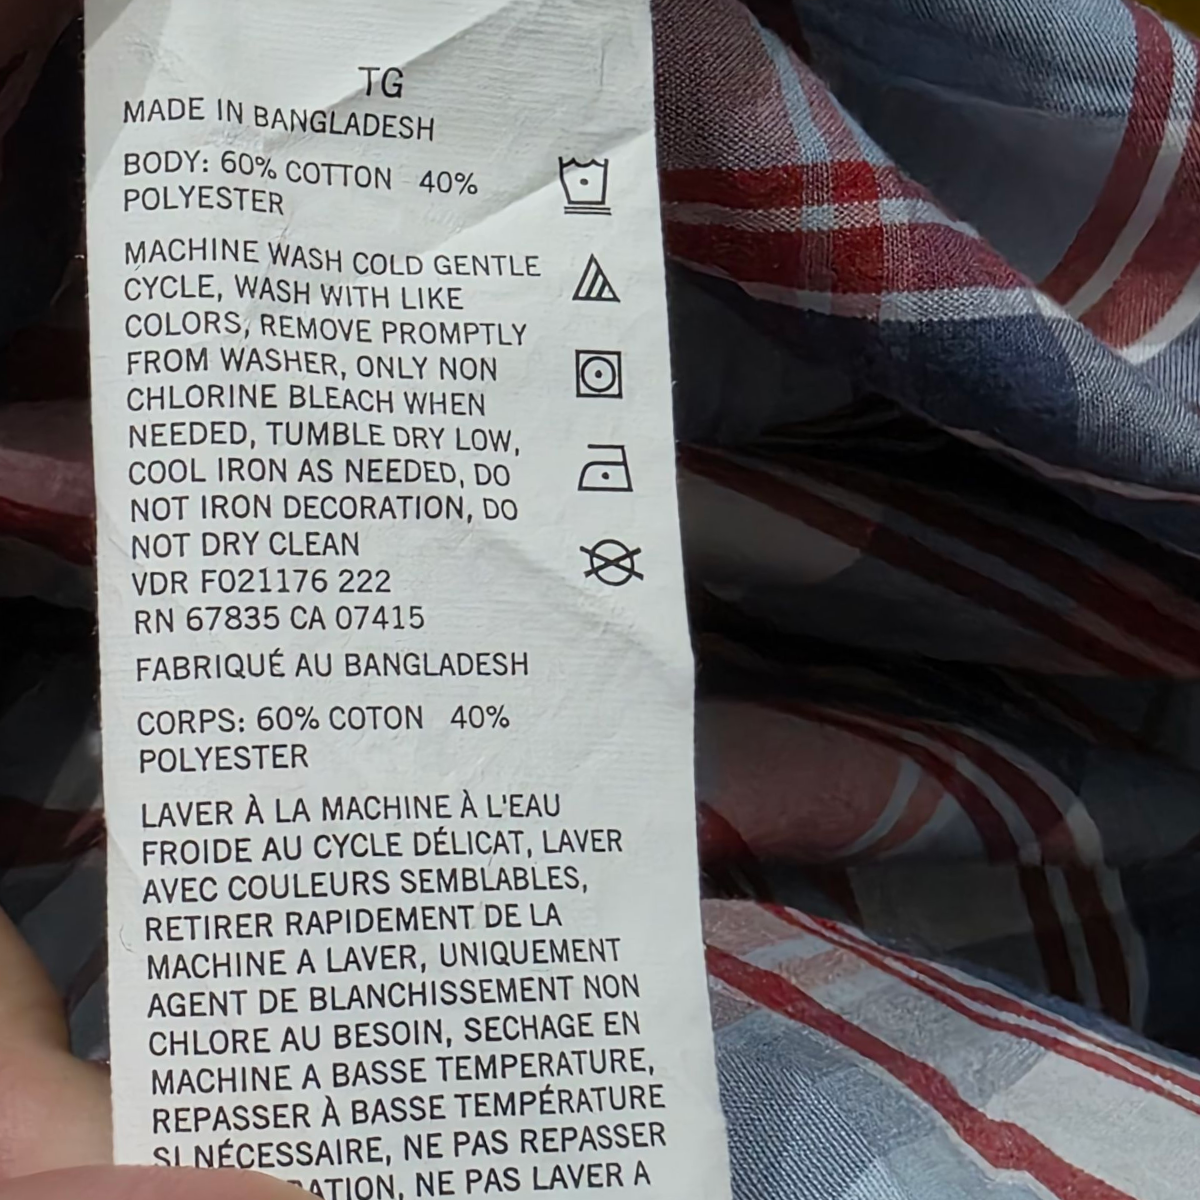 TG
MADE IN BANGLADESH
BODY: 60% COTTON 40%
POLYESTER
MACHINE WASH COLD GENTLE
CYCLE, WASH WITH LIKE
COLORS, REMOVE PROMPTLY
FROM WASHER, ONLY NON
CHLORINE BLEACH WHEN
NEEDED, TUMBLE DRY LOW,
COOL IRON AS NEEDED, DO
NOT IRON DECORATION, DO
NOT DRY CLEAN
VDR F021176 222
RN 67835 CA 07415
FABRIQUÉ AU BANGLADESH
CORPS: 60% COTON 40%
POLYESTER
LAVER À LA MACHINE À L'EAU
FROIDE AU CYCLE DÉLICAT, LAVER
AVEC COULEURS SEMBLABLES,
RETIRER RAPIDEMENT DE LA
MACHINE A LAVER, UNIQUEMENT
AGENT DE BLANCHISSEMENT NON
CHLORE AU BESOIN, SECHAGE EN
MACHINE A BASSE TEMPERATURE,
REPASSER À BASSE TEMPÉRATURE
SI NÉCESSAIRE, NE PAS REPASSER
NE PAS LAVER A